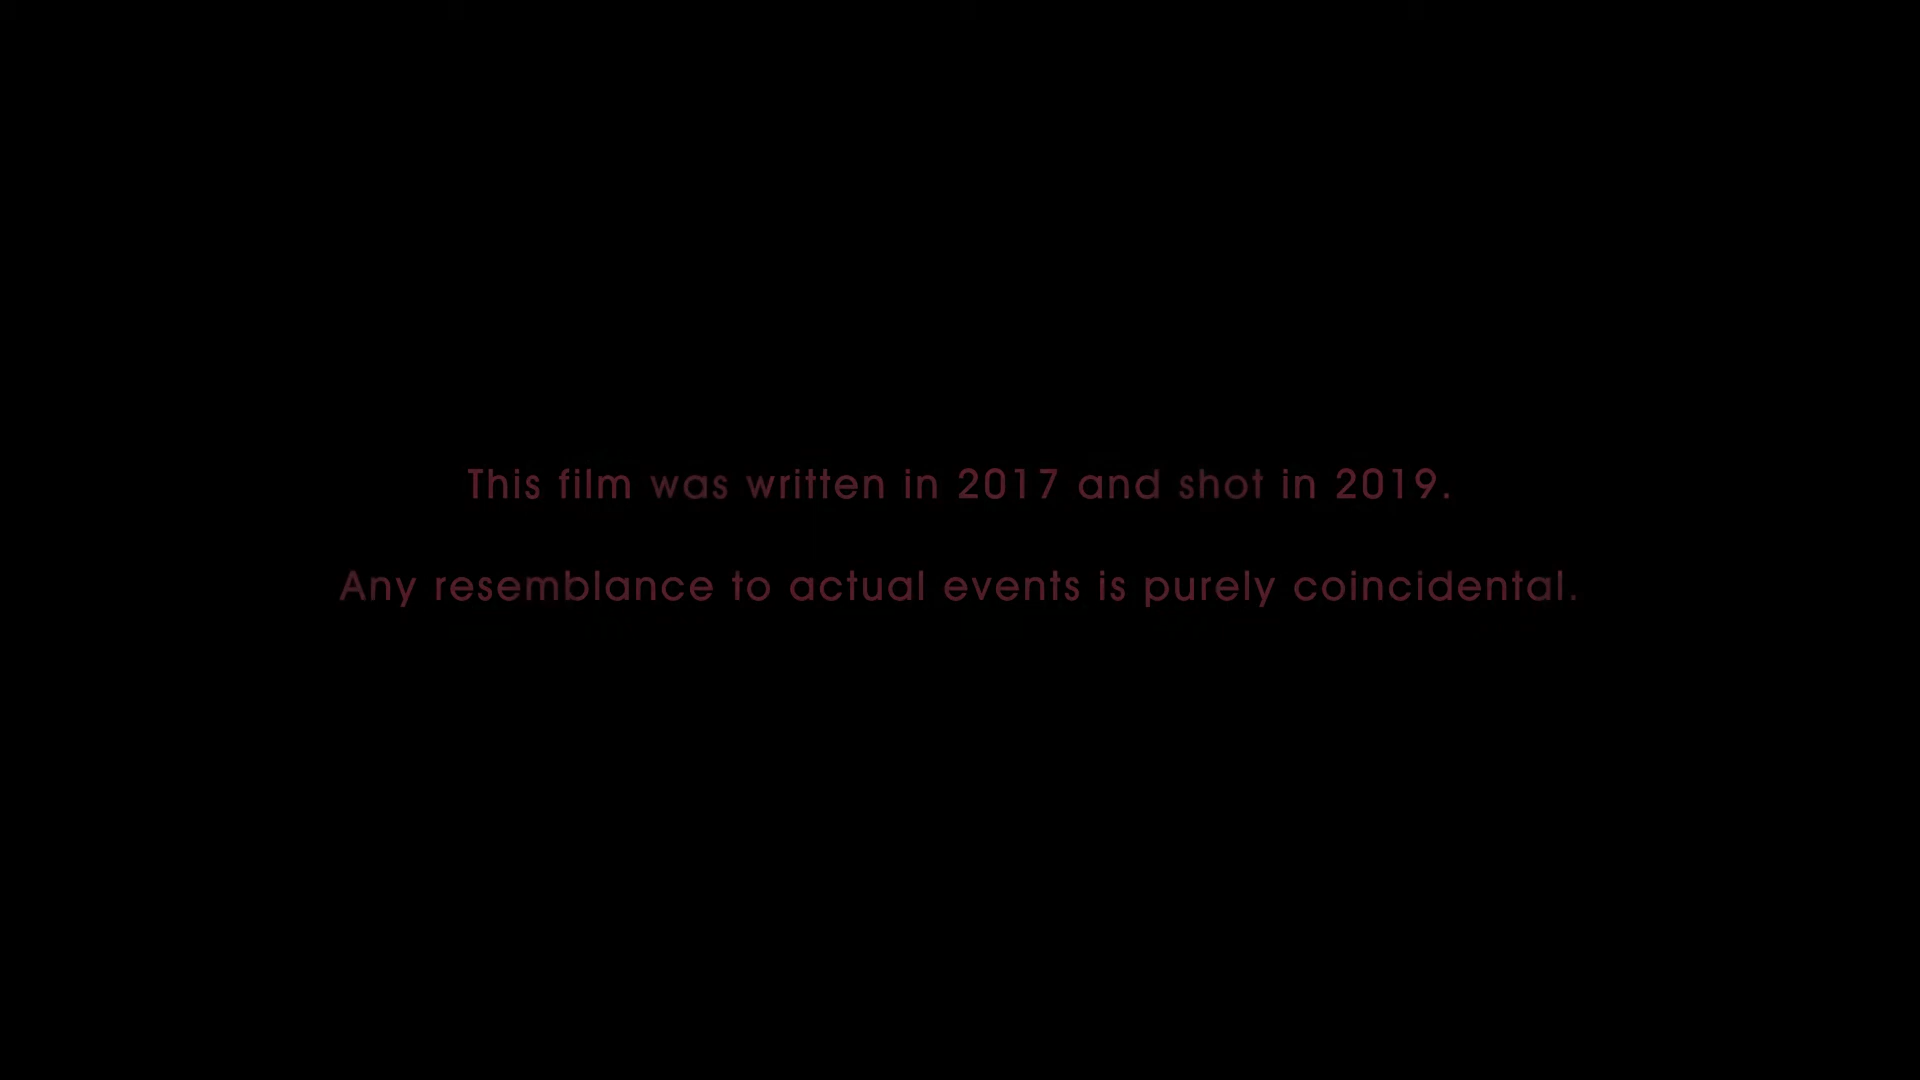 This film was written in 2017 and shot in 2019.
Any resemblance to actual events is purely coincidental.